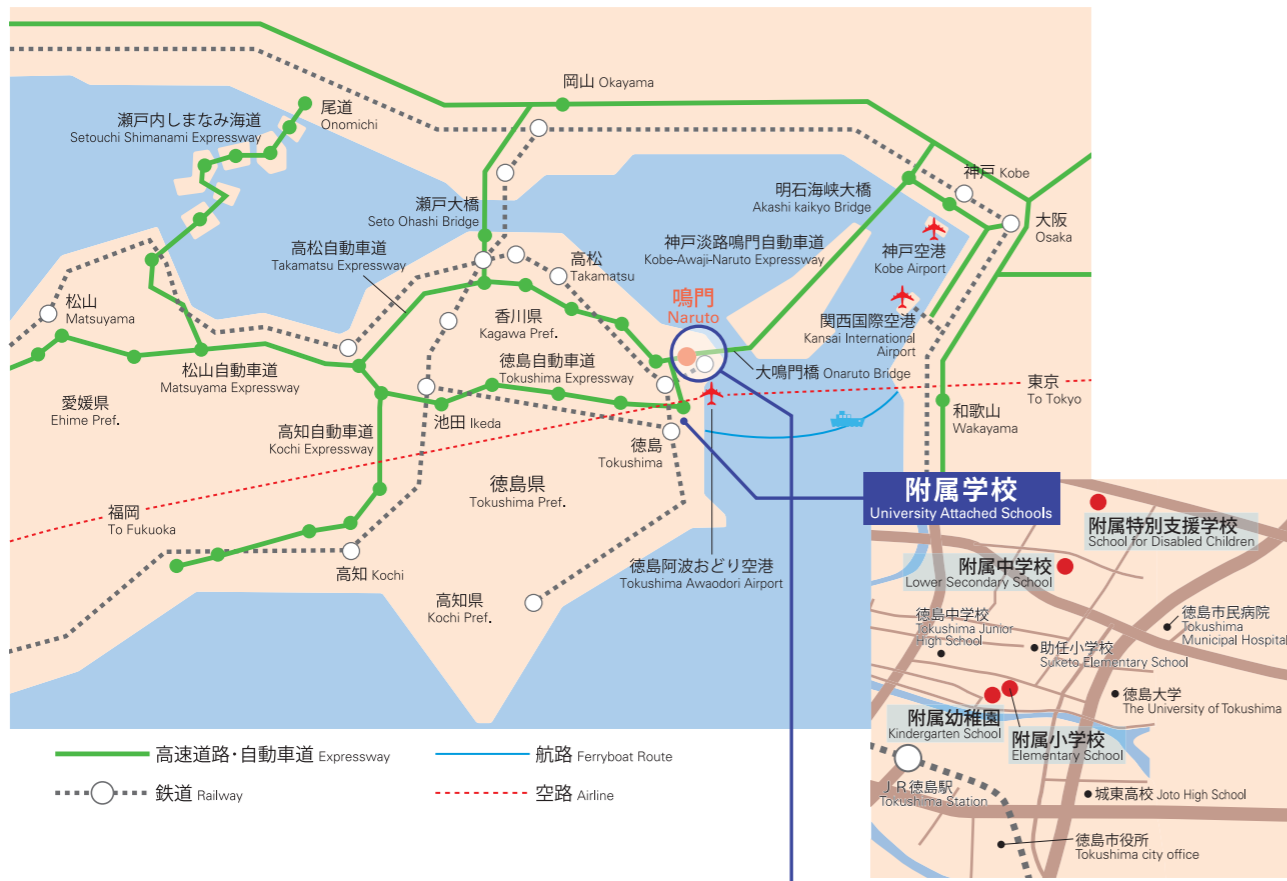 岡山 Okayama
瀬戸内しまなみ海道
Setouchi Shimanami Expressway
尾道
Onomichi
瀬戸大橋
Seto Ohashi Bridge
明石海峡大橋
Akashi kaikyo Bridge
神戸 Kobe
大阪
Osaka
高松自動車道
Takamatsu Expressway
高松
Takamatsu
神戸淡路鳴門自動車道
Kobe-Awaji-Naruto Expressway
神戸空港
Kobe Airport
松山
Matsuyama
鳴門
Naruto
香川県
Kagawa Pref.
関西国際空港
Kansai International
Airport
松山自動車道
Matsuyama Expressway
徳島自動車道
Tokushima Expressway
大鳴門橋 Onaruto Bridge
愛媛県
Ehime Pref.
東京
To Tokyo
高知自動車道
Kochi Expressway
池田 Ikeda
徳島
Tokushima
和歌山
Wakayama
徳島県
Tokushima Pref.
福岡
To Fukuoka
高知 Kochi
徳島阿波おどり空港
Tokushima Awaodori Airport
高知県
Kochi Pref.
附属学校
University Attached Schools
附属特別支援学校
School for Disabled Children
附属中学校
Lower Secondary School
徳島中学校
Tokushima Junior
High School
徳島市民病院
Tokushima
Municipal Hospital
助任小学校
Suketo Elementary School
徳島大学
The University of Tokushima
附属幼稚園
Kindergarten School
附属小学校
Elementary School
JR徳島駅
Tokushima Station
城東高校 Joto High School
徳島市役所
Tokushima city office
高速道路・自動車道 Expressway
航路 Ferryboat Route
鉄道 Railway
空路 Airline